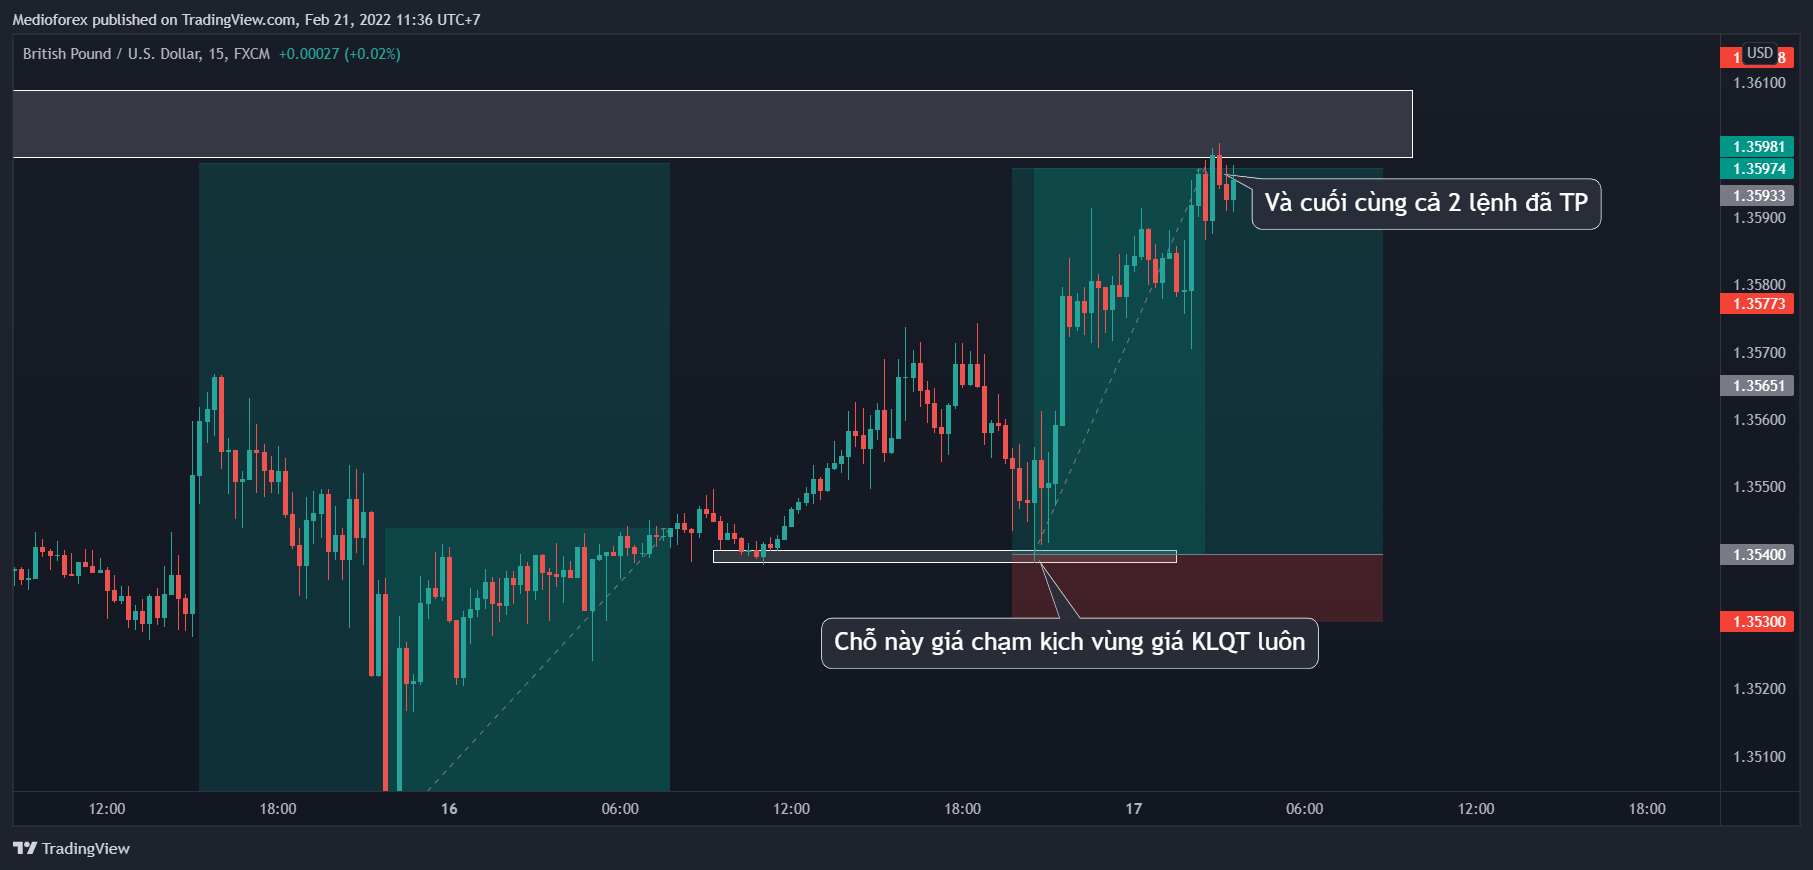 Medioforex published on TradingView.com, Feb 21, 2022 11:36 UTC+7
British Pound / U.S. Dollar, 15, FXCM +0.00027 (+0.02%)
USD
1.36100
1.35981
1.35974
1.35933
1.35900
Và cuối cùng cả 2 lệnh đã TP
1.35800
1.35773
1.35700
1.35651
1.35600
1.35500
1.35400
1.35300
Chỗ này giá chạm kịch vùng giá KLQT luôn
1.35200
1.35100
12:00 18:00 16 06:00 12:00 18:00 17 06:00 12:00 18:00
TradingView